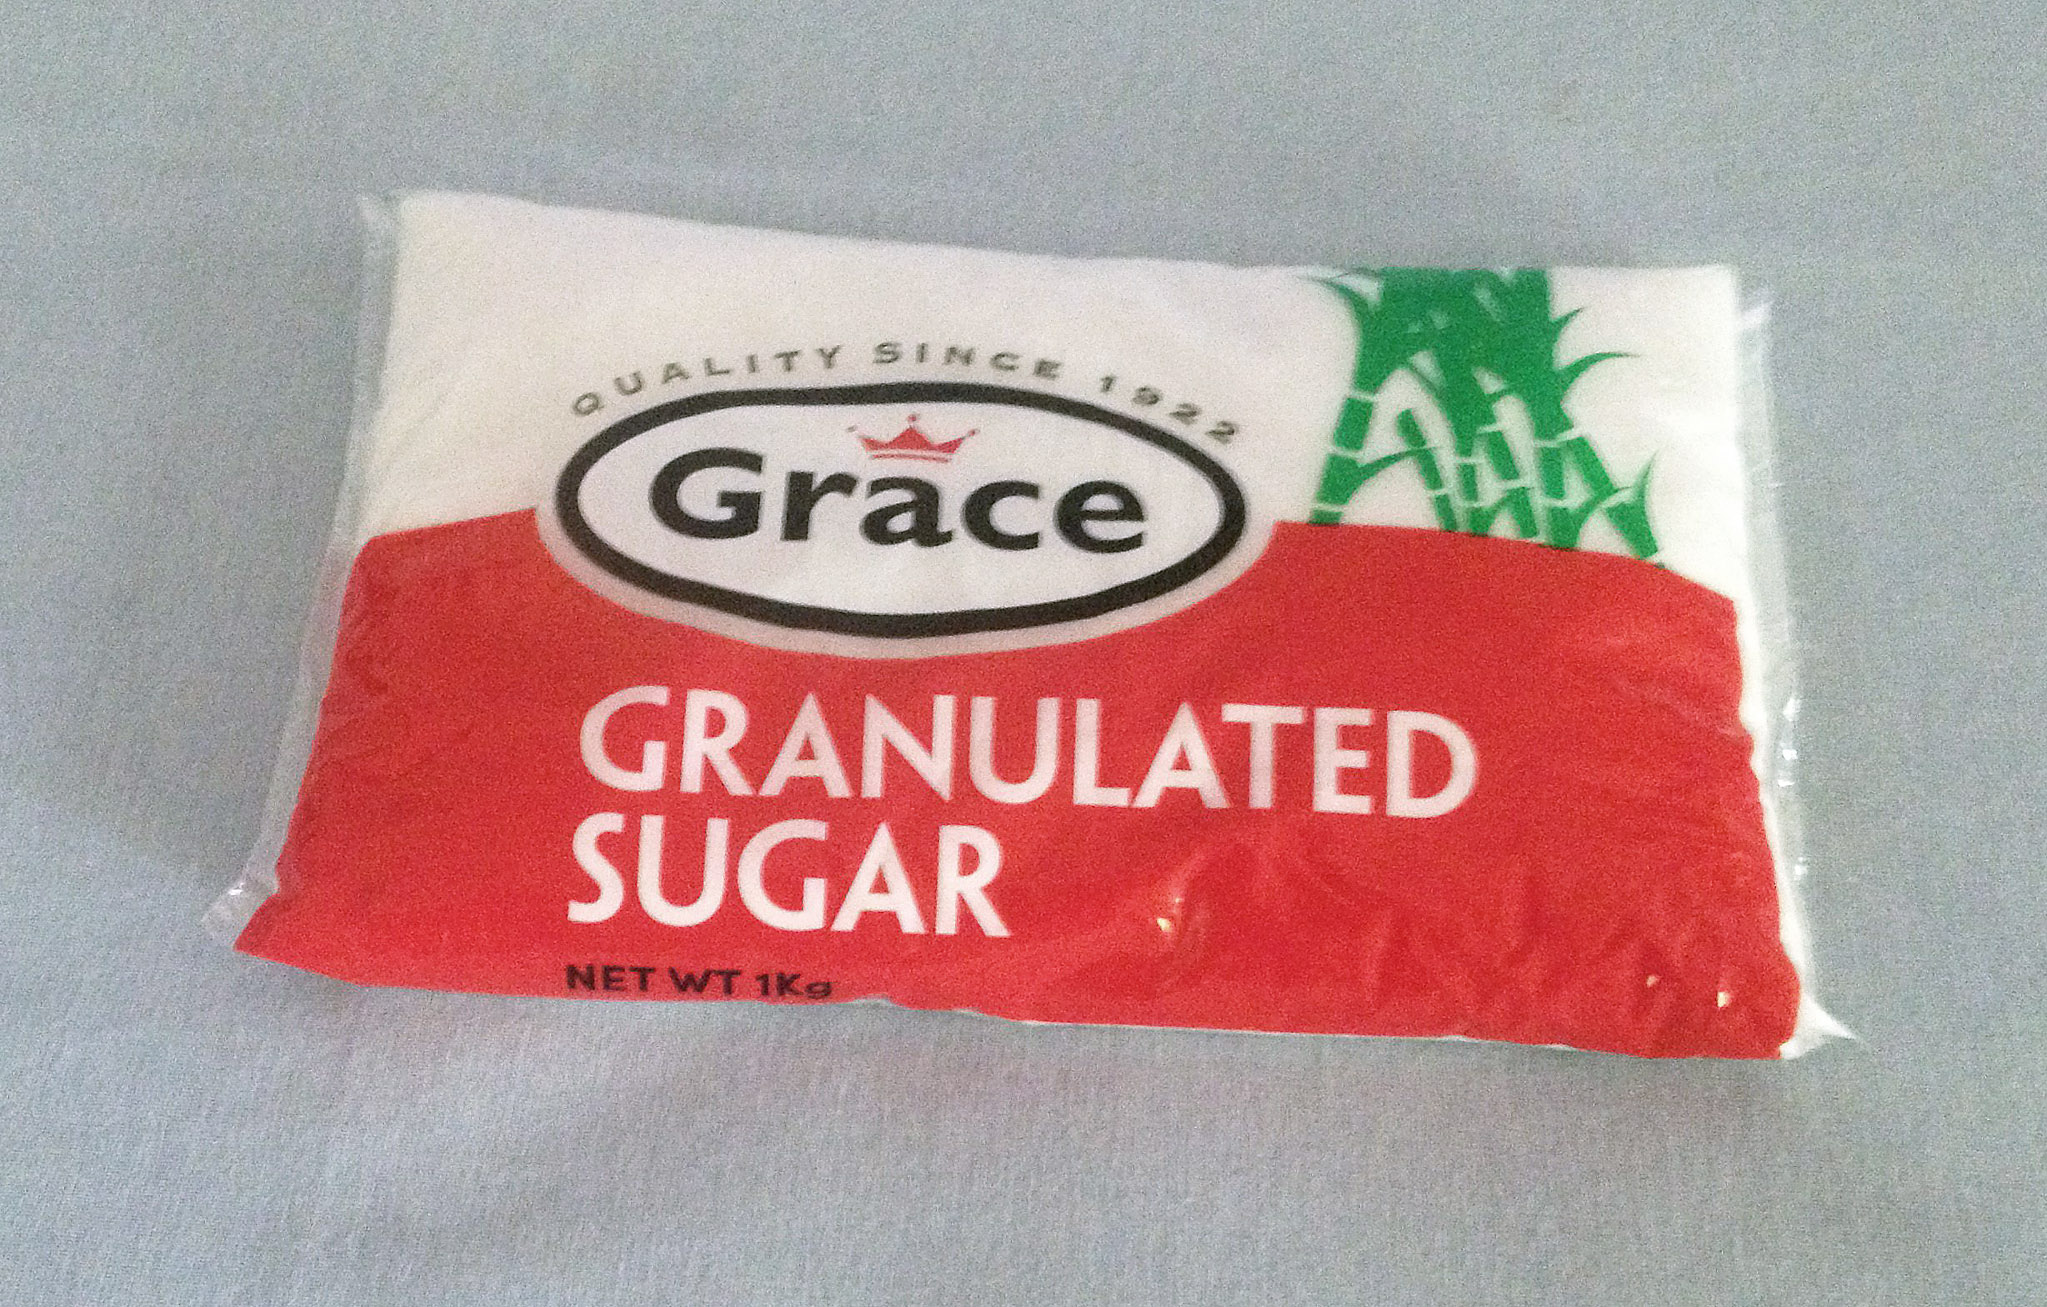 QUALITY SINCE 1922
Grace
GRANULATED
SUGAR
NET WT 1Kg